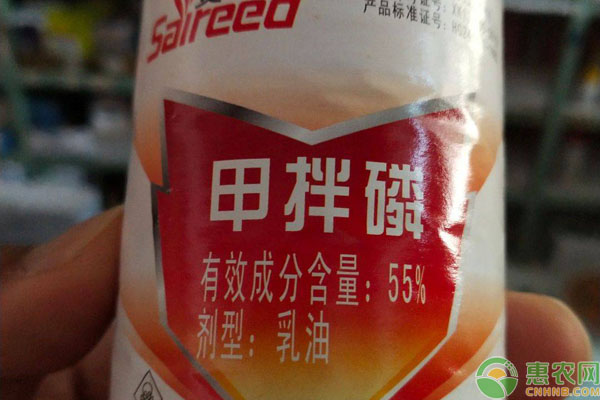 Saireed
产品标准证号:
甲拌磷
有效成分含量: 55%
剂型: 乳油
惠农网
CNHNB.COM